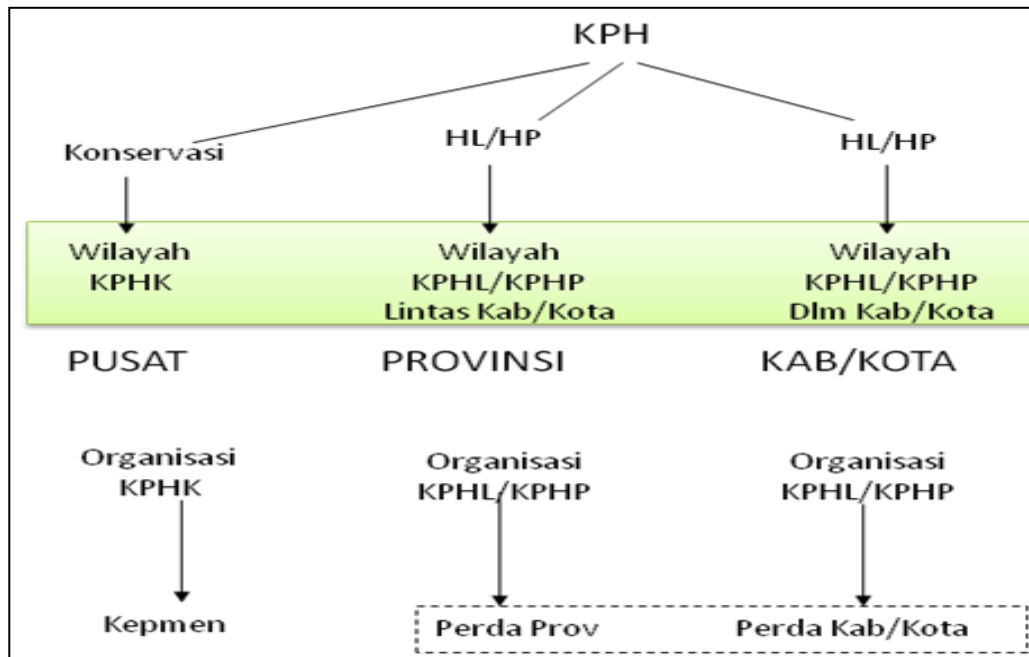 KPH
Konservasi
HL/HP
HL/HP
Wilayah
KPHK
Wilayah
KPHL/KPHP
Lintas Kab/Kota
Wilayah
KPHL/KPHP
Dlm Kab/Kota
PUSAT
PROVINSI
KAB/KOTA
Organisasi
KPHK
Organisasi
KPHL/KPHP
Organisasi
KPHL/KPHP
Kepmen
Perda Prov
Perda Kab/Kota